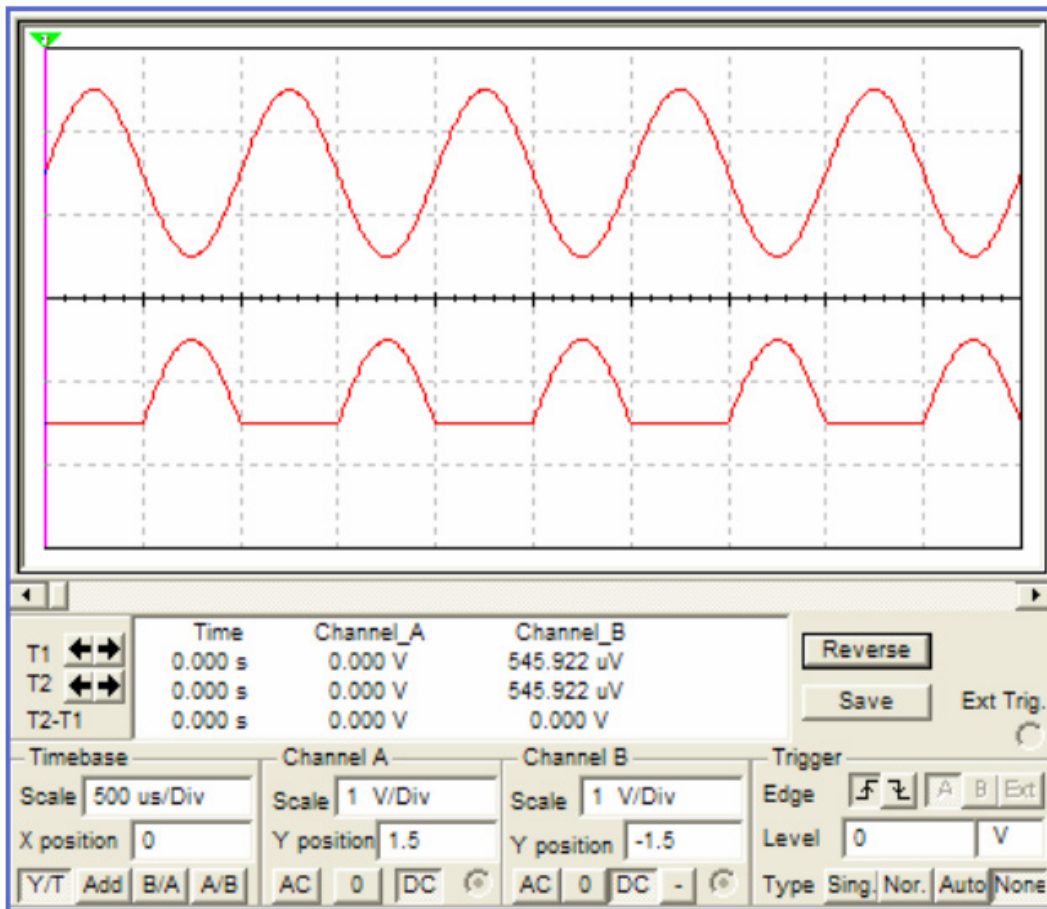 1
Time Channel_A Channel_B
T1 0.000 s 0.000 V 545.922 uV
T2 0.000 s 0.000 V 545.922 uV
T2-T1 0.000 s 0.000 V 0.000 V
Reverse
Save
Ext Trig.
Timebase
Scale 500 us/Div
X position 0
Y/T Add B/A A/B
Channel A
Scale 1 V/Div
Y position 1.5
AC 0 DC
Channel B
Scale 1 V/Div
Y position -1.5
AC 0 DC -
Trigger
Edge A B Ext
Level 0 V
Type Sing. Nor. Auto None